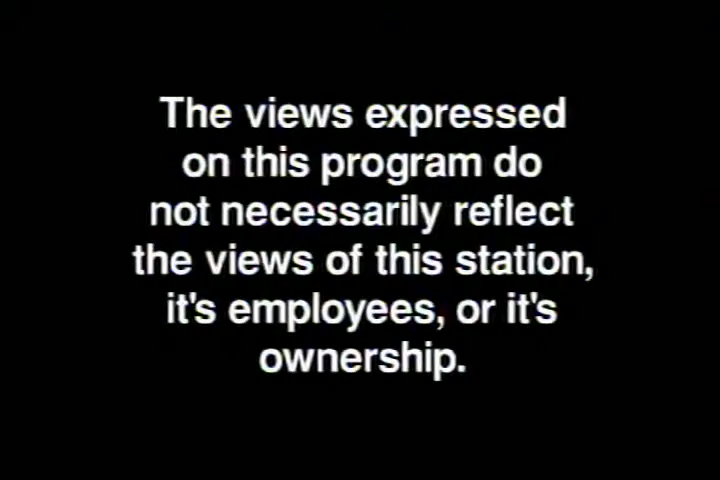 The views expressed
on this program do
not necessarily reflect
the views of this station,
it's employees, or it's
ownership.